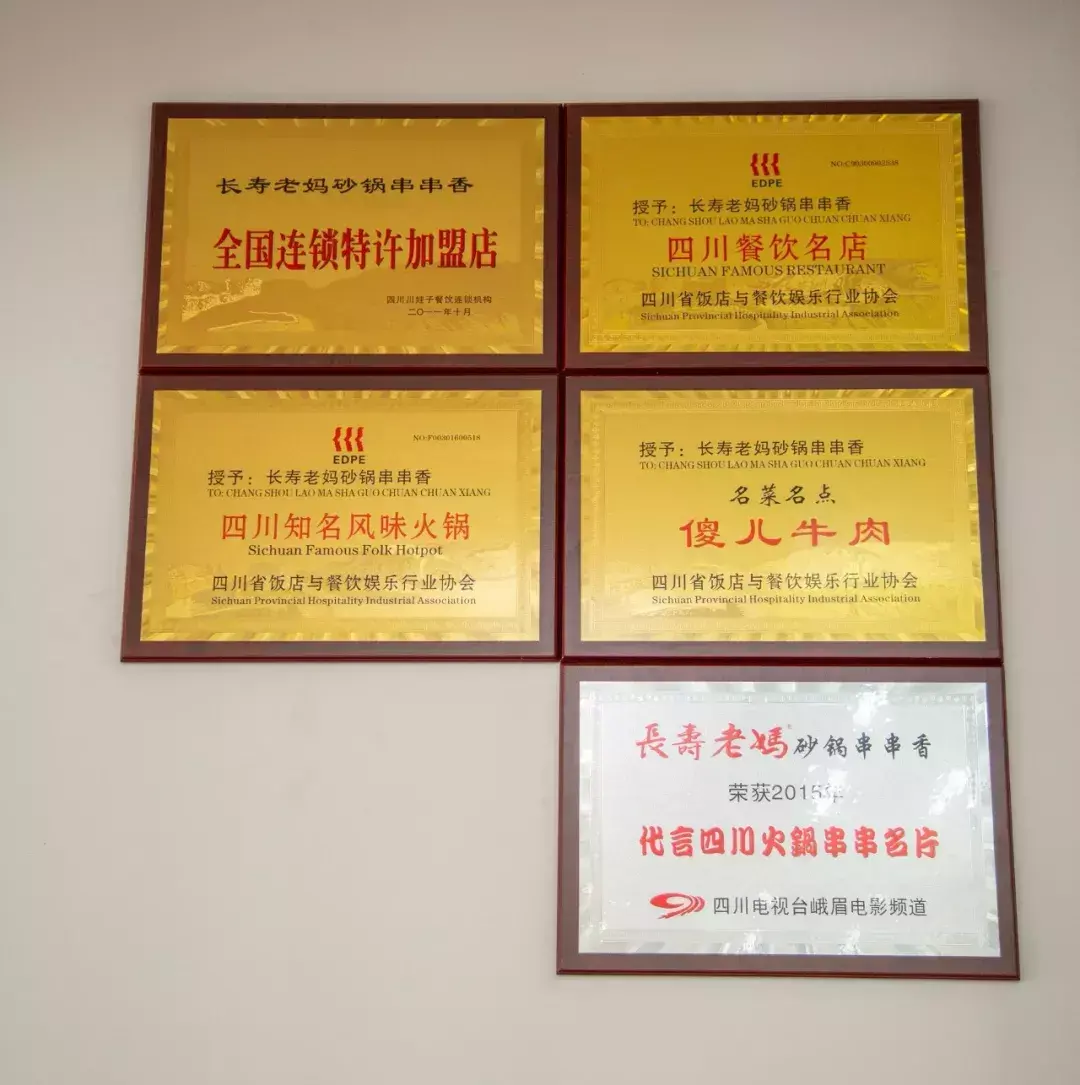 长寿老妈砂锅串串香
全国连锁特许加盟店
四川川娃子餐饮连锁机构
二〇一一年十月
EDPE
授予：长寿老妈砂锅串串香
TO: CHANG SHOU LAO MA SHA GUO CHUAN CHUAN XIANG
四川餐饮名店
SICHUAN FAMOUS RESTAURANT
四川省饭店与餐饮娱乐行业协会
Sichuan Provincial Hospitality Industrial Association
EDPE
授予：长寿老妈砂锅串串香
TO: CHANG SHOU LAO MA SHA GUO CHUAN CHUAN XIANG
四川知名风味火锅
Sichuan Famous Folk Hotpot
四川省饭店与餐饮娱乐行业协会
Sichuan Provincial Hospitality Industrial Association
授予：长寿老妈砂锅串串香
TO: CHANG SHOU LAO MA SHA GUO CHUAN CHUAN XIANG
名菜名点
傻儿牛肉
四川省饭店与餐饮娱乐行业协会
Sichuan Provincial Hospitality Industrial Association
長壽老媽砂锅串串香
荣获2015年
代言四川火鍋串串名片
四川电视台峨眉电影频道